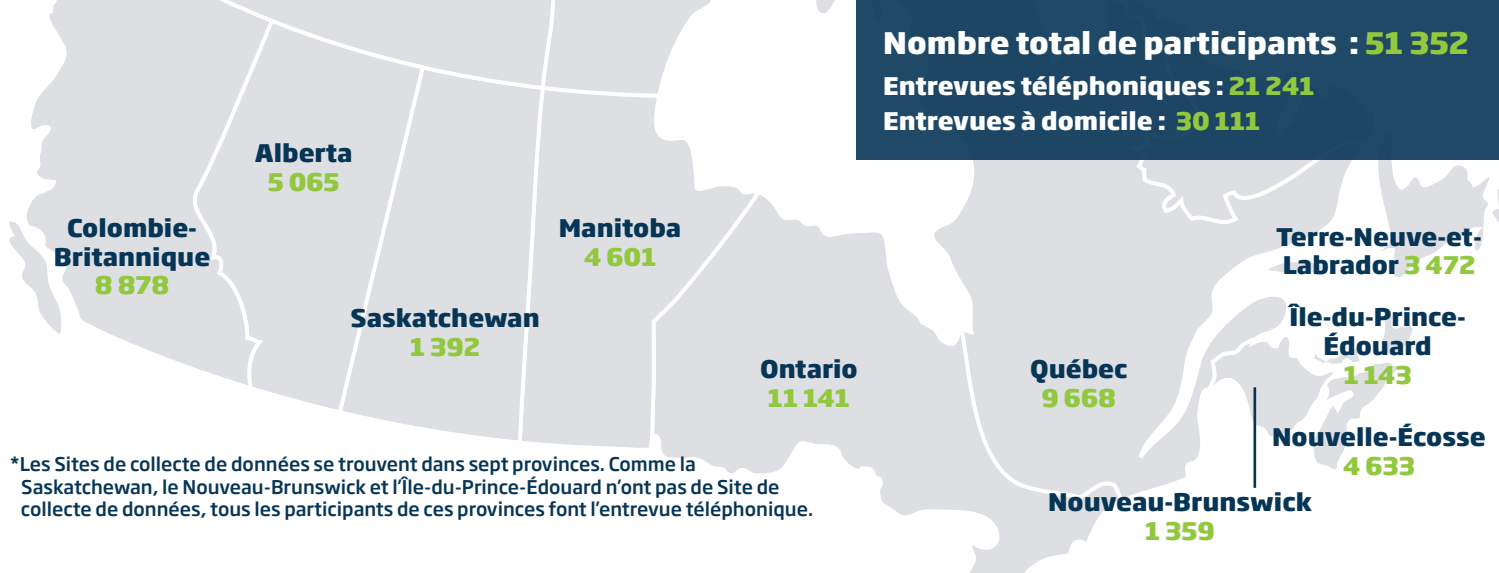 Nombre total de participants : 51 352
Entrevues téléphoniques : 21 241
Entrevues à domicile : 30 111
Alberta
5 065
Colombie-
Britannique
8 878
Manitoba
4 601
Saskatchewan
1 392
Ontario
11 141
Québec
9 668
Terre-Neuve-et-
Labrador 3 472
Île-du-Prince-
Édouard
1 143
Nouvelle-Écosse
4 633
Nouveau-Brunswick
1 359
*Les Sites de collecte de données se trouvent dans sept provinces. Comme la
Saskatchewan, le Nouveau-Brunswick et l'Île-du-Prince-Édouard n'ont pas de Site de
collecte de données, tous les participants de ces provinces font l'entrevue téléphonique.